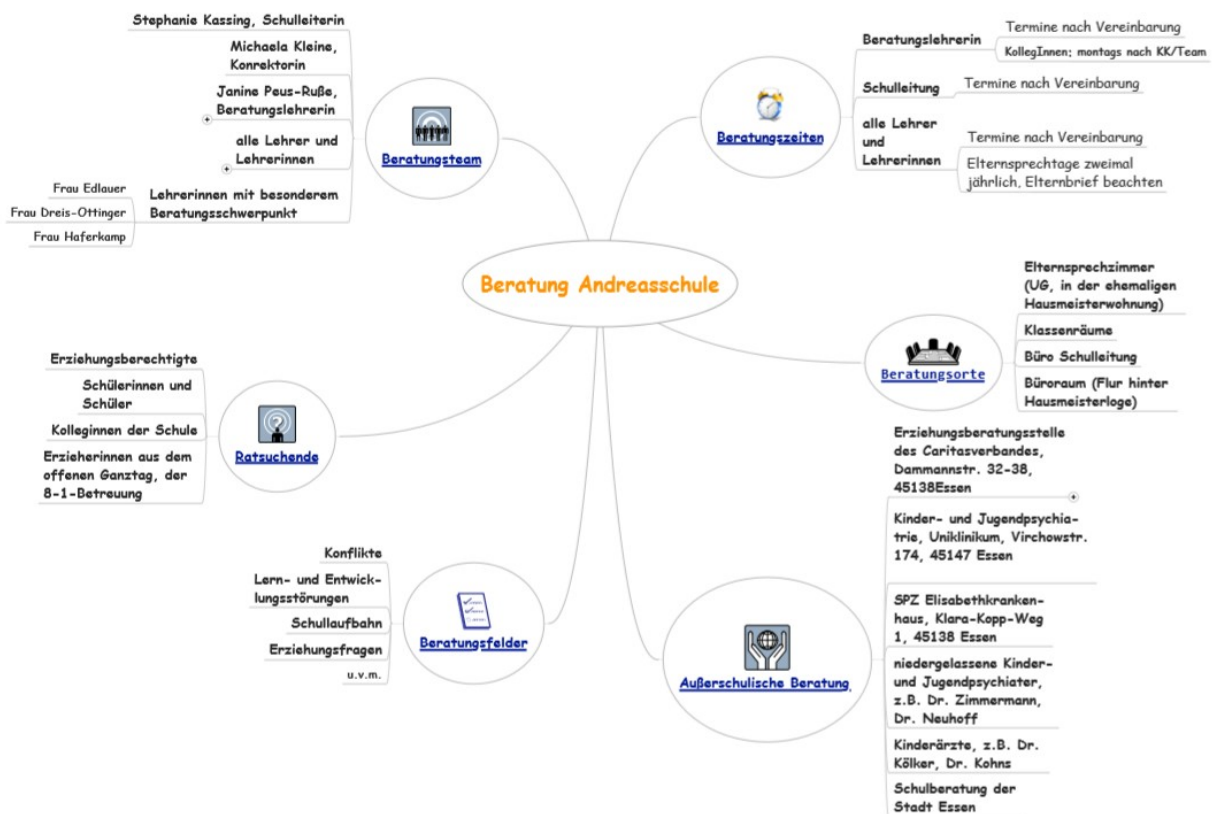 Beratung Andreasschule
Beratungsteam
Stephanie Kassing, Schulleiterin
Michaela Kleine,
Konrektorin
Janine Peus-Ruße,
Beratungslehrerin
alle Lehrer und
Lehrerinnen
Lehrerinnen mit besonderem
Beratungsschwerpunkt
Frau Edlauer
Frau Dreis-Ottinger
Frau Haferkamp
Beratungszeiten
Beratungslehrerin
Termine nach Vereinbarung
KollegInnen: montags nach KK/Team
Schulleitung
Termine nach Vereinbarung
alle Lehrer
und
Lehrerinnen
Termine nach Vereinbarung
Elternsprechtage zweimal
jährlich, Elternbrief beachten
Beratungsorte
Elternsprechzimmer
(UG, in der ehemaligen
Hausmeisterwohnung)
Klassenräume
Büro Schulleitung
Büroraum (Flur hinter
Hausmeisterloge)
Ratsuchende
Erziehungsberechtigte
Schülerinnen und
Schüler
Kolleginnen der Schule
Erzieherinnen aus dem
offenen Ganztag, der
8-1-Betreuung
Beratungsfelder
Konflikte
Lern- und Entwick-
lungsstörungen
Schullaufbahn
Erziehungsfragen
u.v.m.
Außerschulische Beratung
Erziehungsberatungsstelle
des Caritasverbandes,
Dammannstr. 32-38,
45138Essen
Kinder- und Jugendpsychia-
trie, Uniklinikum, Virchowstr.
174, 45147 Essen
SPZ Elisabethkranken-
haus, Klara-Kopp-Weg
1, 45138 Essen
niedergelassene Kinder-
und Jugendpsychiater,
z.B. Dr. Zimmermann,
Dr. Neuhoff
Kinderärzte, z.B. Dr.
Kölker, Dr. Kohns
Schulberatung der
Stadt Essen